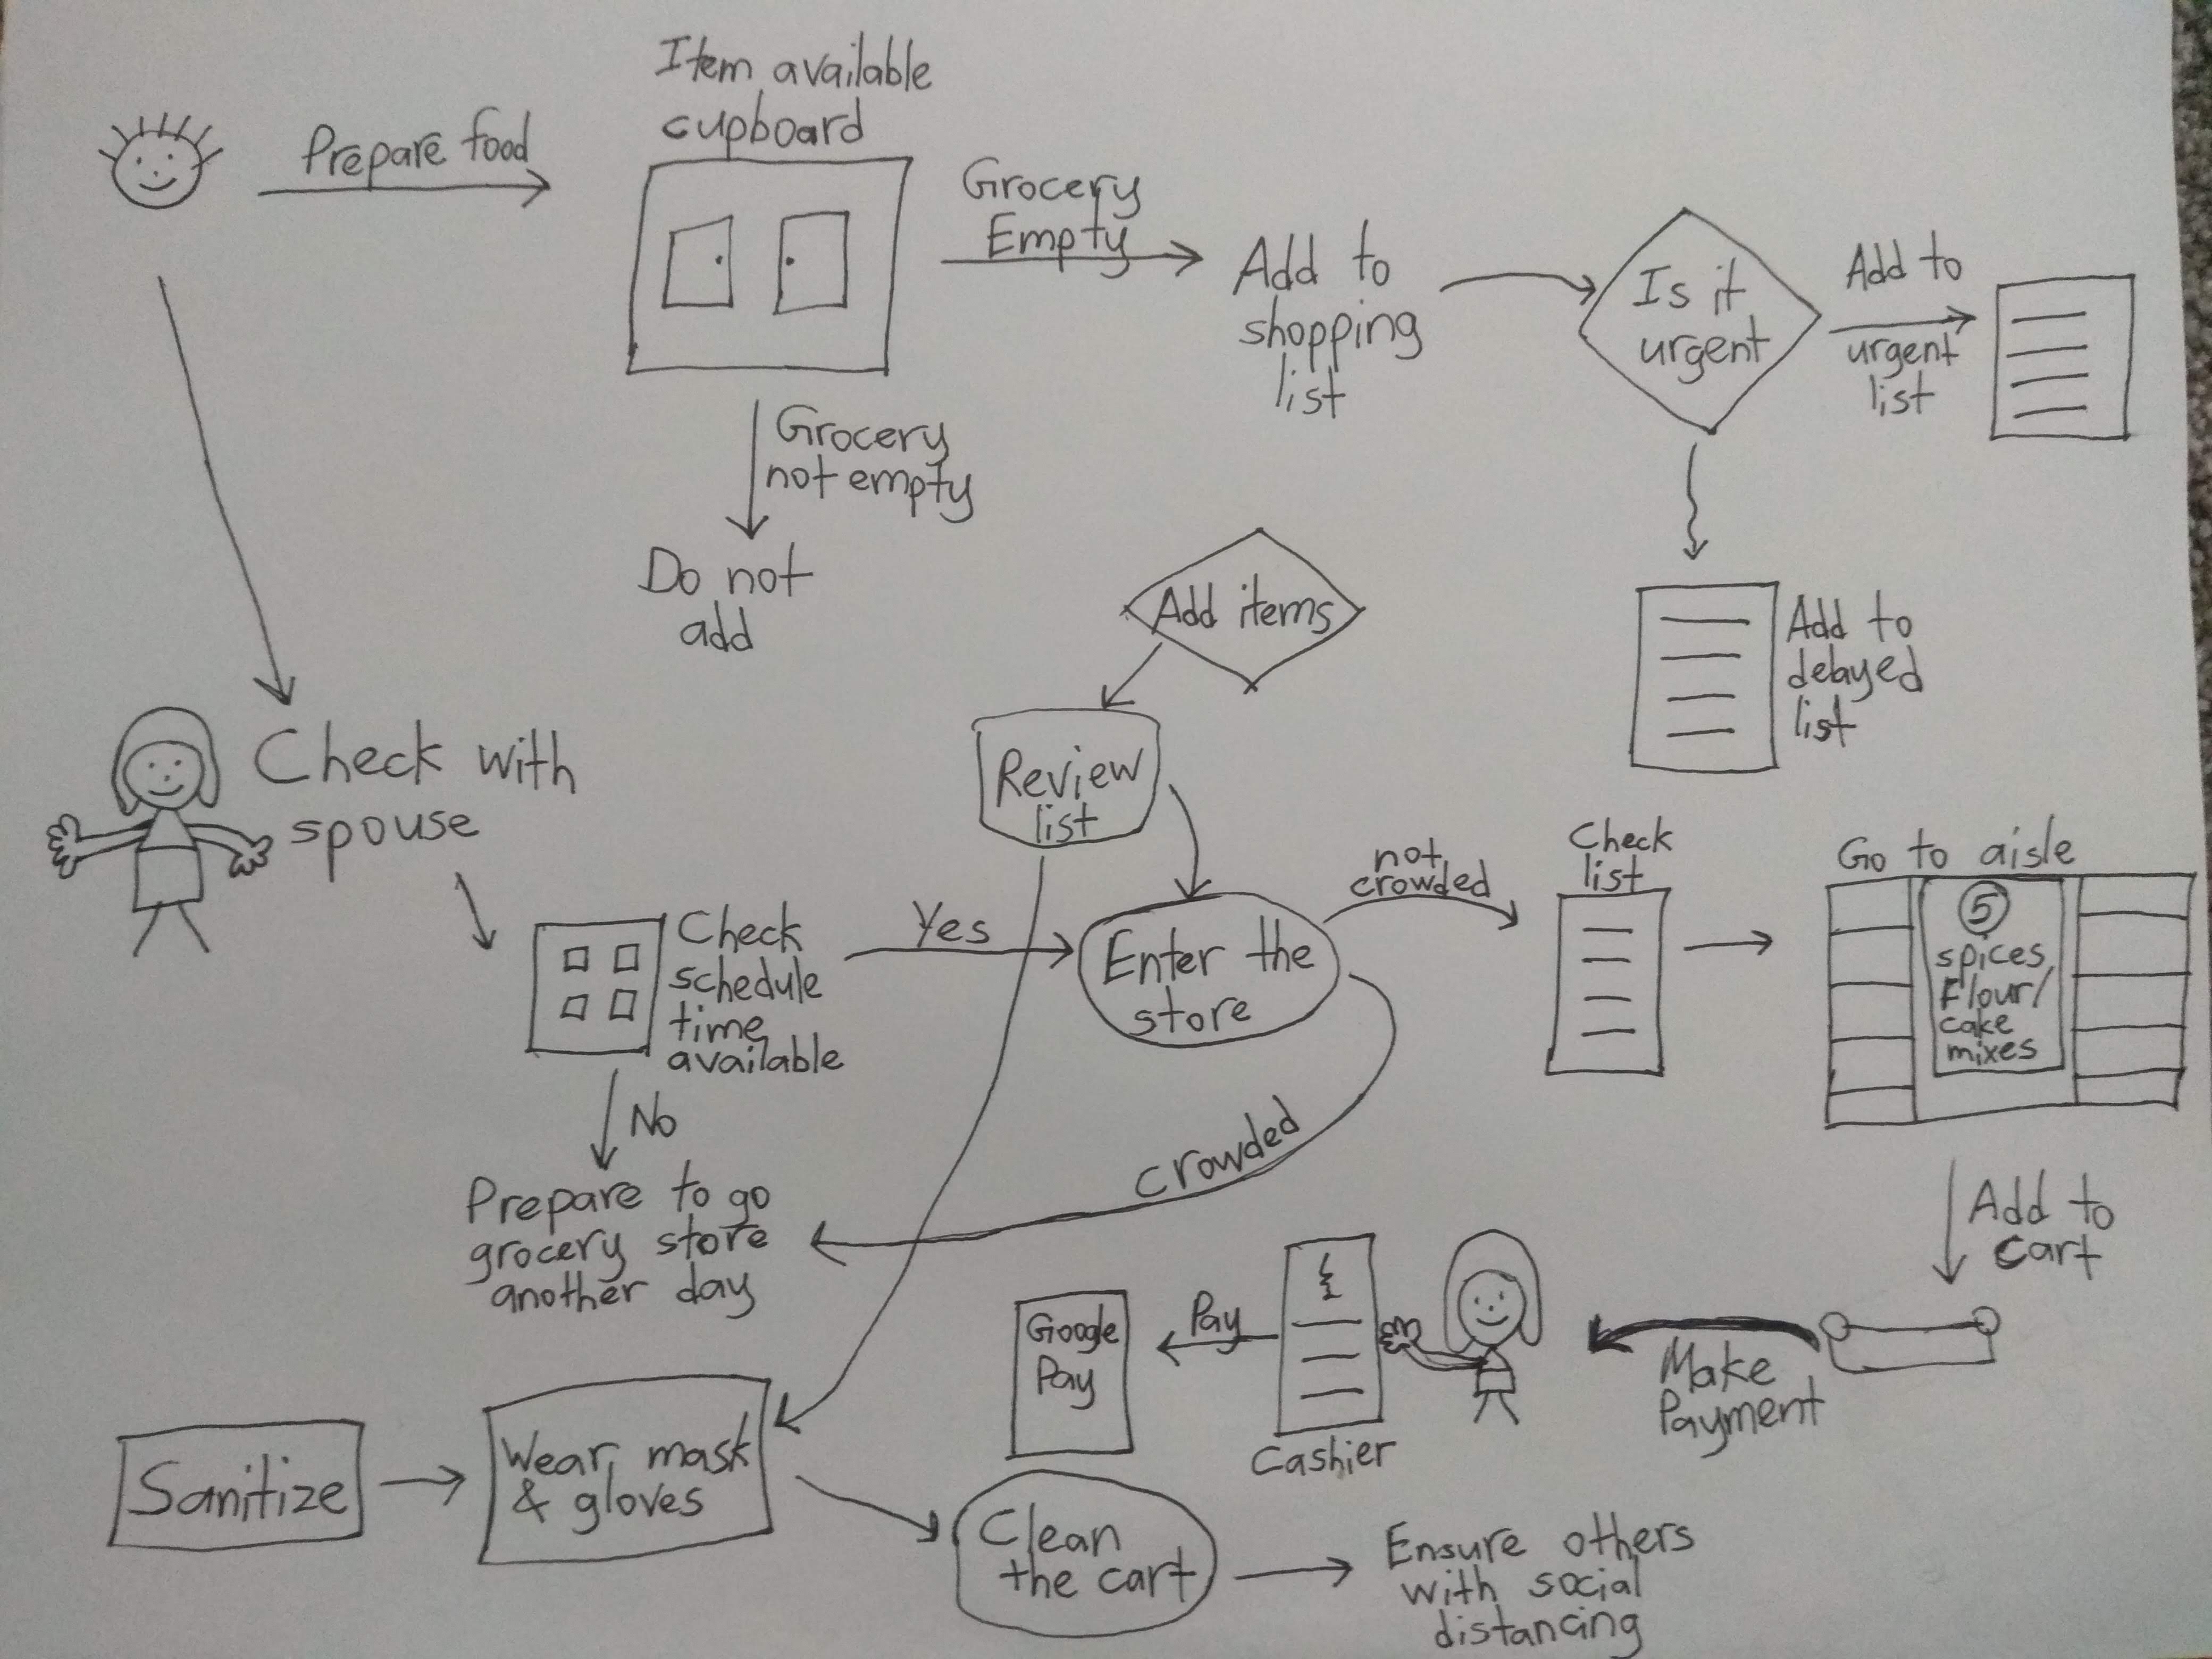 Item available
cupboard
Prepare food
Grocery
Empty
Add to
shopping
list
Is it
urgent
Add to
urgent
list
Grocery
not empty
Do not
add
Add items
Add to
debayed
list
Check with
spouse
Review
list
Check
schedule
time
available
Yes
Enter the
store
not
crowded
Check
list
Go to aisle
5
spices
Flour/
cake
mixes
No
Prepare to go
grocery store
another day
crowded
Add to
cart
Make
Payment
Cashier
Pay
Google
Pay
Sanitize
Wear mask
& gloves
Clean
the cart
Ensure others
with social
distancing